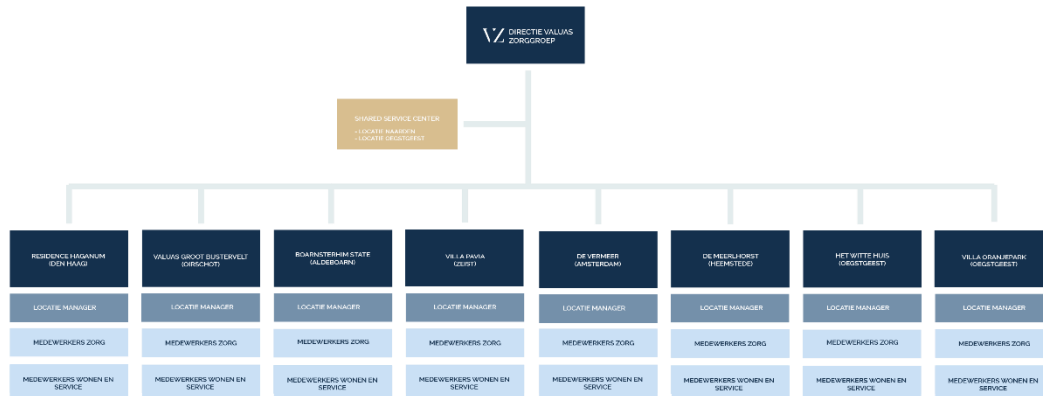 VZ DIRECTIE VALUAS
ZORGGROEP
SHARED SERVICE CENTER
- LOCATIE NAARDEN
- LOCATIE OEGSTGEEST
RESIDENCE HAGANUM
(DEN HAAG)
VALUAS GROOT BIJSTERVELT
(OIRSCHOT)
BOARNSTERHIM STATE
(ALDEBOARN)
VILLA PAVIA
(ZEIST)
DE VERMEER
(AMSTERDAM)
DE MEERLHORST
(HEEMSTEDE)
HET WITTE HUIS
(OEGSTGEEST)
VILLA ORANJEPARK
(OEGSTGEEST)
LOCATIE MANAGER
LOCATIE MANAGER
LOCATIE MANAGER
LOCATIE MANAGER
LOCATIE MANAGER
LOCATIE MANAGER
LOCATIE MANAGER
LOCATIE MANAGER
MEDEWERKERS ZORG
MEDEWERKERS ZORG
MEDEWERKERS ZORG
MEDEWERKERS ZORG
MEDEWERKERS ZORG
MEDEWERKERS ZORG
MEDEWERKERS ZORG
MEDEWERKERS ZORG
MEDEWERKERS WONEN EN
SERVICE
MEDEWERKERS WONEN EN
SERVICE
MEDEWERKERS WONEN EN
SERVICE
MEDEWERKERS WONEN EN
SERVICE
MEDEWERKERS WONEN EN
SERVICE
MEDEWERKERS WONEN EN
SERVICE
MEDEWERKERS WONEN EN
SERVICE
MEDEWERKERS WONEN EN
SERVICE